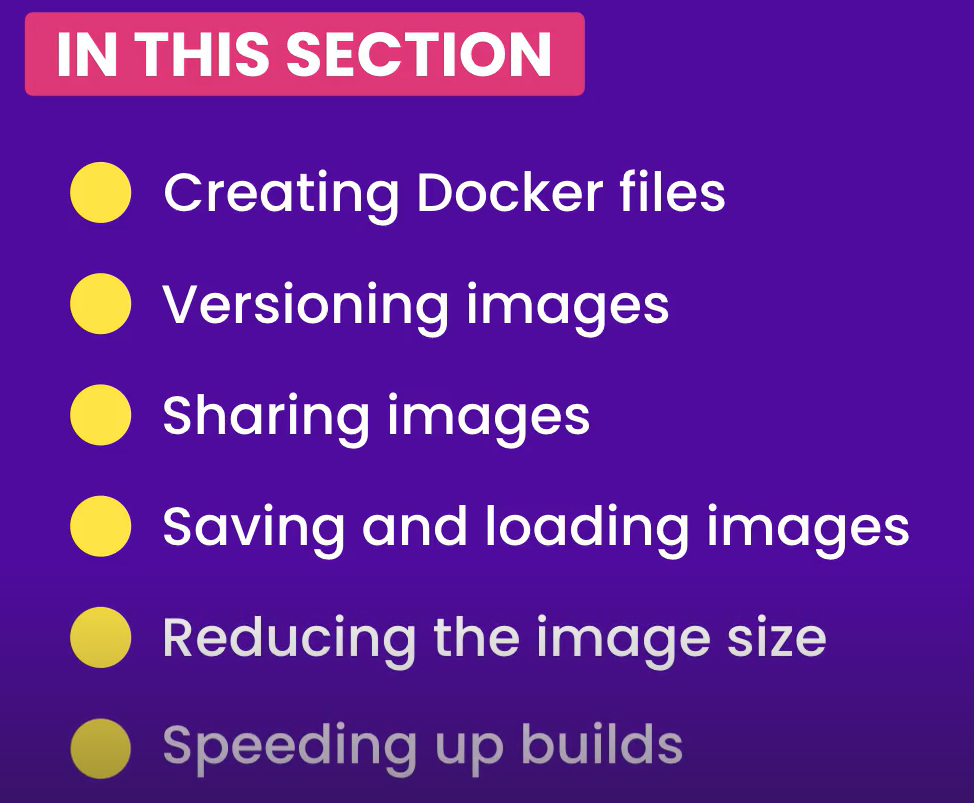 IN THIS SECTION
Creating Docker files
Versioning images
Sharing images
Saving and loading images
Reducing the image size
Speeding up builds